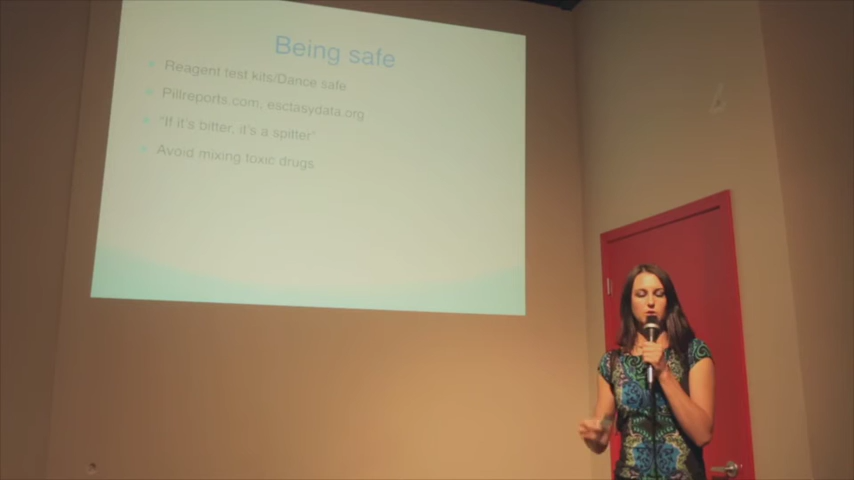 Being safe
Reagent test kits/Dance safe
Pillreports.com, esctasydata.org
"If it's bitter, it's a spitter"
Avoid mixing toxic drugs